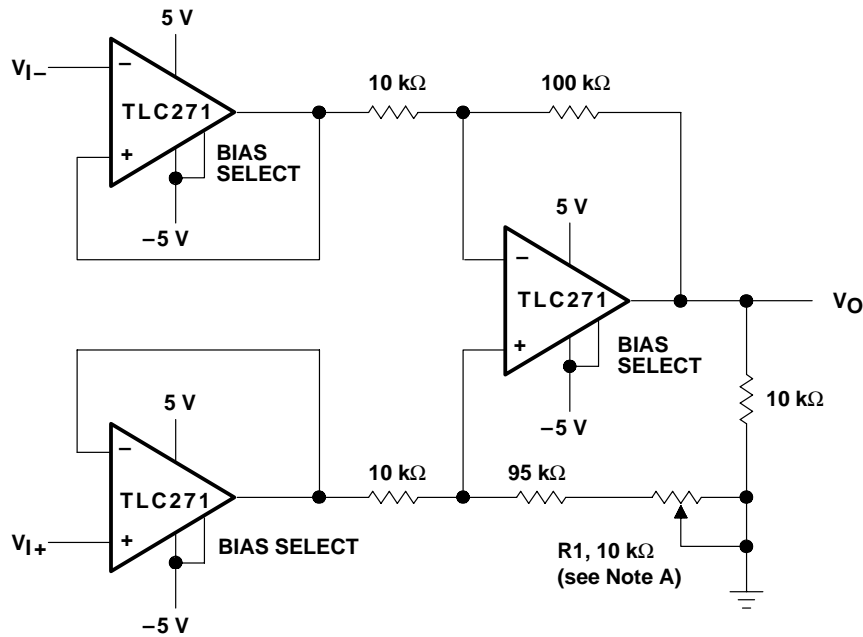 5 V
VI–
–
TLC271
+
BIAS
SELECT
–5 V
10 kΩ
100 kΩ
5 V
–
TLC271
+
BIAS
SELECT
–5 V
VO
10 kΩ
5 V
–
TLC271
+
VI+
BIAS SELECT
–5 V
10 kΩ
95 kΩ
R1, 10 kΩ
(see Note A)